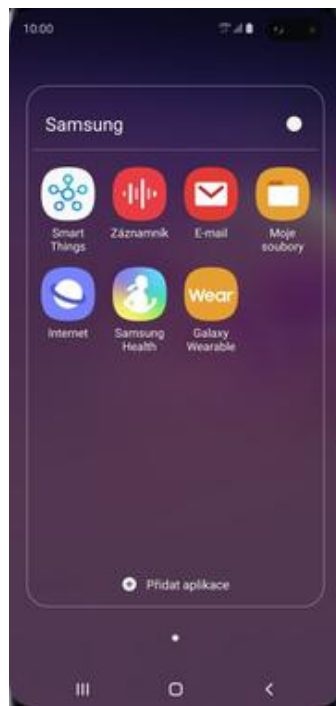 10:00
Samsung
Smart
Things
Záznamník
E-mail
Moje
soubory
Wear
Internet
Samsung
Health
Galaxy
Wearable
Přidat aplikace